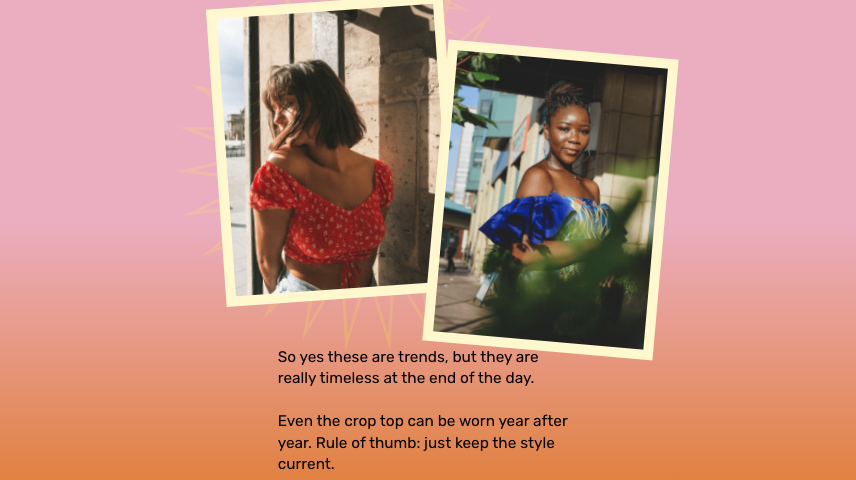 So yes these are trends, but they are
really timeless at the end of the day.
Even the crop top can be worn year after
year. Rule of thumb: just keep the style
current.